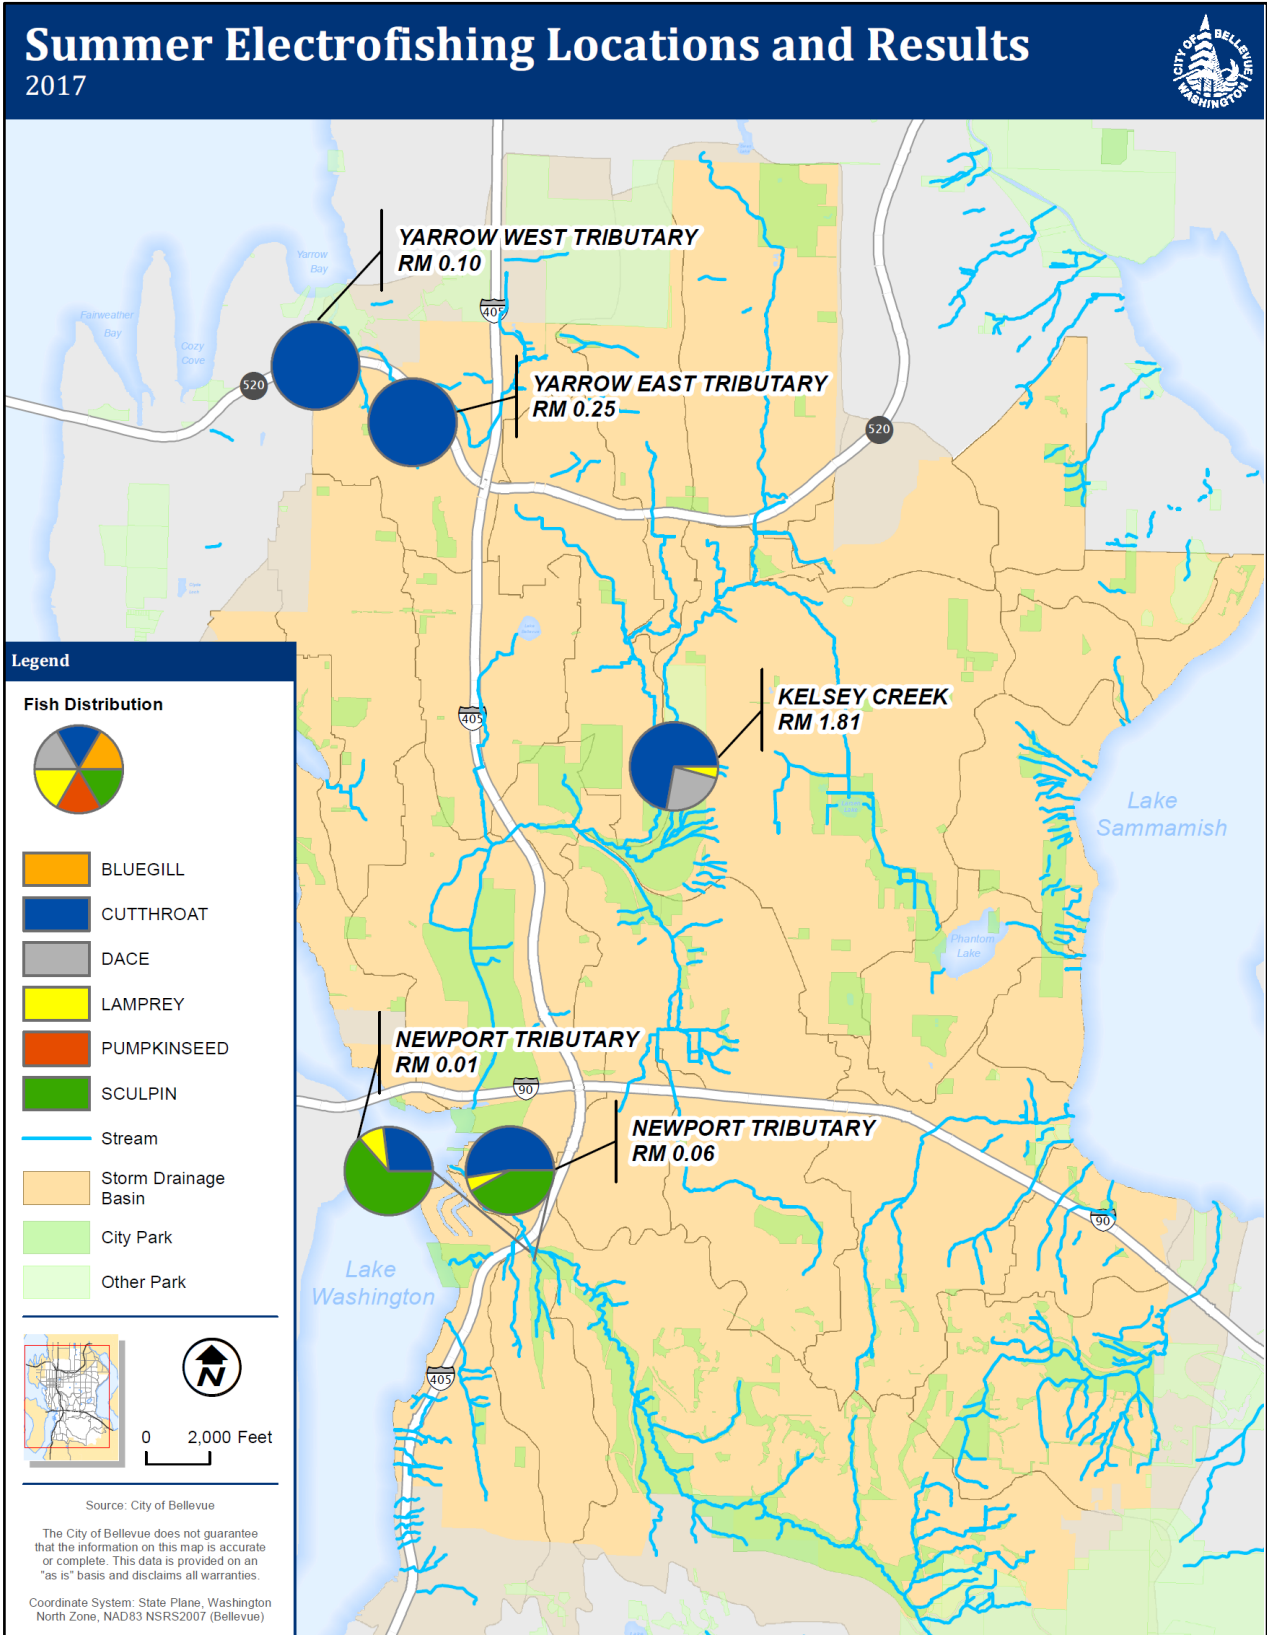 Summer Electrofishing Locations and Results
2017
CITY OF BELLEVUE
WASHINGTON
YARROW WEST TRIBUTARY
RM 0.10
Yarrow
Bay
405
Fairweather
Bay
Cozy
Cove
520
YARROW EAST TRIBUTARY
RM 0.25
520
Legend
Fish Distribution
BLUEGILL
CUTTHROAT
DACE
LAMPREY
PUMPKINSEED
SCULPIN
Stream
Storm Drainage
Basin
City Park
Other Park
N
0 2,000 Feet
Source: City of Bellevue
The City of Bellevue does not guarantee
that the information on this map is accurate
or complete. This data is provided on an
"as is" basis and disclaims all warranties.
Coordinate System: State Plane, Washington
North Zone, NAD83 NSRS2007 (Bellevue)
405
KELSEY CREEK
RM 1.81
Lake
Sammamish
Phantom
Lake
NEWPORT TRIBUTARY
RM 0.01
90
NEWPORT TRIBUTARY
RM 0.06
90
Lake
Washington
405